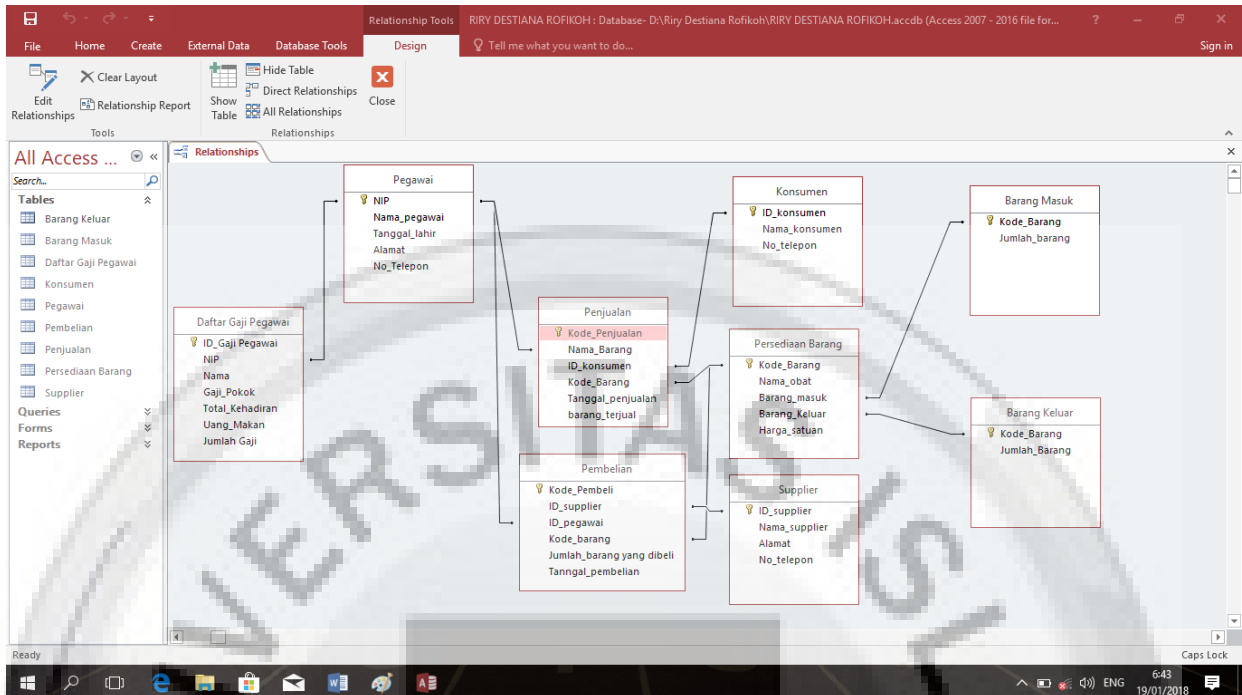 Relationship Tools
RIRY DESTIANA ROFIKOH : Database- D:\Riry Destiana Rofikoh\RIRY DESTIANA ROFIKOH.accdb (Access 2007 - 2016 file for...
File Home Create External Data Database Tools Design Tell me what you want to do... Sign in
Edit Relationships
Clear Layout
Relationship Report
Tools
Show Table
Hide Table
Direct Relationships
All Relationships
Relationships
Close
All Access ...
Search...
Tables
Barang Keluar
Barang Masuk
Daftar Gaji Pegawai
Konsumen
Pegawai
Pembelian
Penjualan
Persediaan Barang
Supplier
Queries
Forms
Reports
Relationships
Pegawai
NIP
Nama_pegawai
Tanggal_lahir
Alamat
No_Telepon
Daftar Gaji Pegawai
ID_Gaji Pegawai
NIP
Nama
Gaji_Pokok
Total_Kehadiran
Uang_Makan
Jumlah Gaji
Penjualan
Kode_Penjualan
Nama_Barang
ID_konsumen
Kode_Barang
Tanggal_penjualan
barang_terjual
Pembelian
Kode_Pembeli
ID_supplier
ID_pegawai
Kode_barang
Jumlah_barang yang dibeli
Tanngal_pembelian
Konsumen
ID_konsumen
Nama_konsumen
No_telepon
Persediaan Barang
Kode_Barang
Nama_obat
Barang_masuk
Barang_Keluar
Harga_satuan
Supplier
ID_supplier
Nama_supplier
Alamat
No_telepon
Barang Masuk
Kode_Barang
Jumlah_barang
Barang Keluar
Kode_Barang
Jumlah_Barang
VERSITAS ISL
Ready
Caps Lock
ENG
6:43
19/01/2018